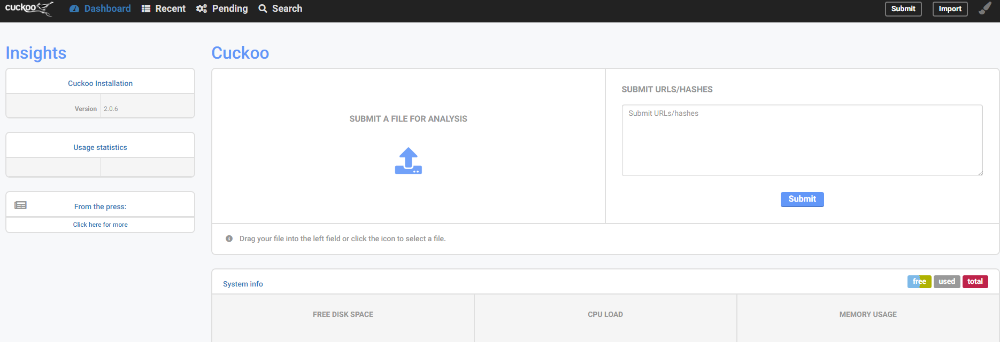 cuckoo Dashboard Recent Pending Search Submit Import
Insights
Cuckoo Installation
Version 2.0.6
Usage statistics
From the press:
Click here for more
Cuckoo
SUBMIT A FILE FOR ANALYSIS
SUBMIT URLS/HASHES
Submit URLs/hashes
Submit
Drag your file into the left field or click the icon to select a file.
System info
free used total
FREE DISK SPACE
CPU LOAD
MEMORY USAGE